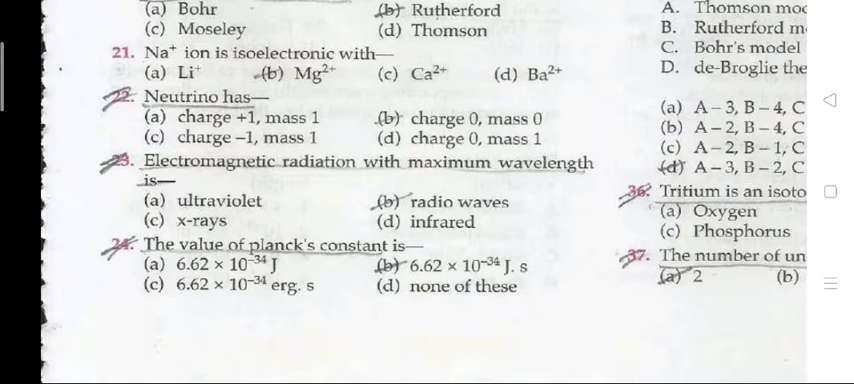 (a) Bohr (b) Rutherford
(c) Moseley (d) Thomson
21. Na⁺ ion is isoelectronic with—
(a) Li⁺ (b) Mg²⁺ (c) Ca²⁺ (d) Ba²⁺
22. Neutrino has—
(a) charge +1, mass 1 (b) charge 0, mass 0
(c) charge –1, mass 1 (d) charge 0, mass 1
23. Electromagnetic radiation with maximum wavelength
is—
(a) ultraviolet (b) radio waves
(c) x-rays (d) infrared
24. The value of planck's constant is—
(a) 6.62 × 10⁻³⁴ J (b) 6.62 × 10⁻³⁴ J. s
(c) 6.62 × 10⁻³⁴ erg. s (d) none of these
A. Thomson
B. Rutherford
C. Bohr's model
D. de-Broglie
(a) A – 3, B – 4, C
(b) A – 2, B – 4, C
(c) A – 2, B – 1, C
(d) A – 3, B – 2, C
36. Tritium is an
(a) Oxygen
(c) Phosphorus
37. The number of
(a) 2 (b)